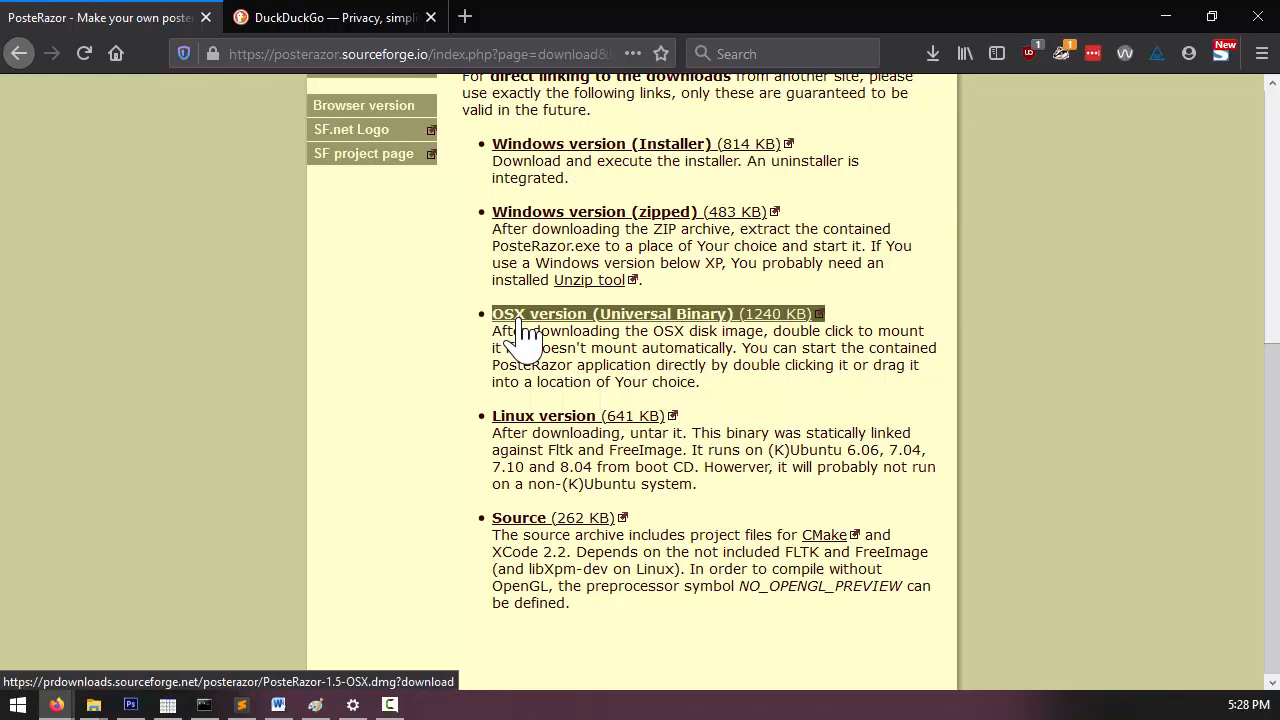 PosteRazor - Make your own poste
DuckDuckGo — Privacy, simpli
https://posterazor.sourceforge.io/index.php?page=download&
Search
1
1
New
For direct linking to the downloads from another site, please
use exactly the following links, only these are guaranteed to be
valid in the future.
Browser version
SF.net Logo
SF project page
Windows version (Installer) (814 KB)
Download and execute the installer. An uninstaller is
integrated.
Windows version (zipped) (483 KB)
After downloading the ZIP archive, extract the contained
PosteRazor.exe to a place of Your choice and start it. If You
use a Windows version below XP, You probably need an
installed Unzip tool.
OSX version (Universal Binary) (1240 KB)
After downloading the OSX disk image, double click to mount
it doesn't mount automatically. You can start the contained
PosteRazor application directly by double clicking it or drag it
into a location of Your choice.
Linux version (641 KB)
After downloading, untar it. This binary was statically linked
against Fltk and FreeImage. It runs on (K)Ubuntu 6.06, 7.04,
7.10 and 8.04 from boot CD. Howerver, it will probably not run
on a non-(K)Ubuntu system.
Source (262 KB)
The source archive includes project files for CMake and
XCode 2.2. Depends on the not included FLTK and FreeImage
(and libXpm-dev on Linux). In order to compile without
OpenGL, the preprocessor symbol NO_OPENGL_PREVIEW can
be defined.
https://prdownloads.sourceforge.net/posterazor/PosteRazor-1.5-OSX.dmg?download
5:28 PM